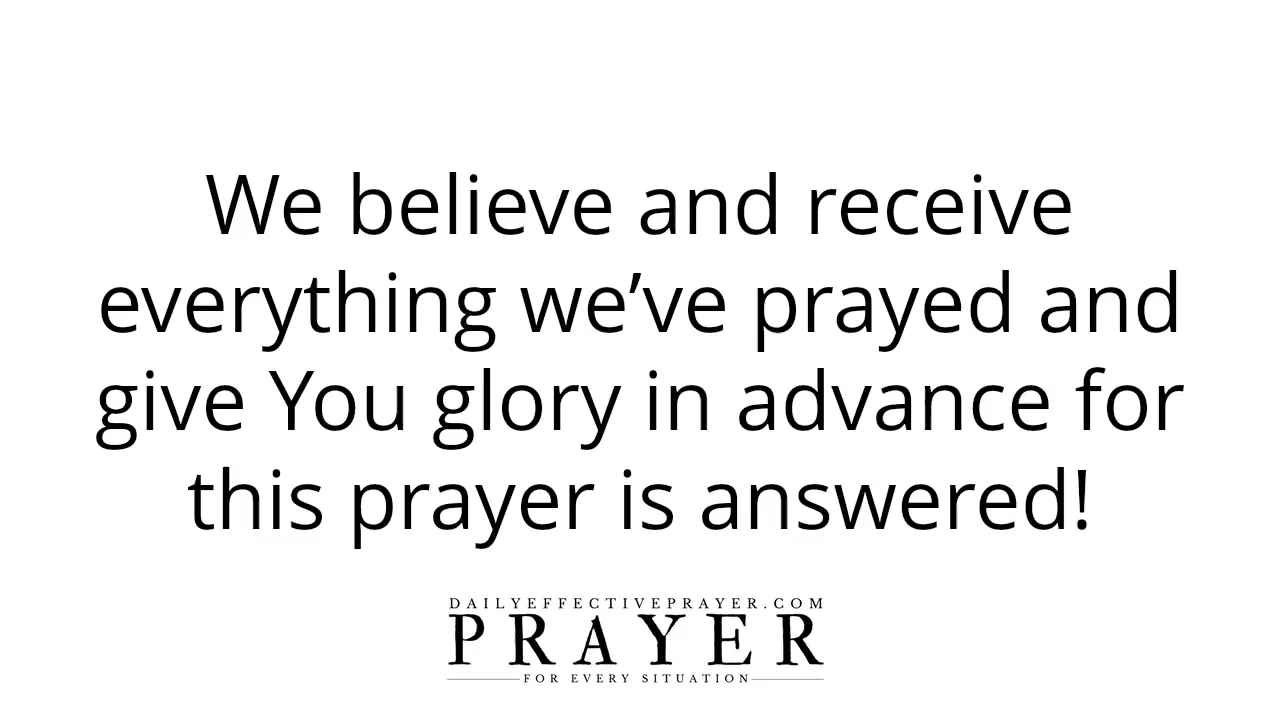 We believe and receive
everything we’ve prayed and
give You glory in advance for
this prayer is answered!
DAILYEFFECTIVEPRAYER.COM
PRAYER
FOR EVERY SITUATION